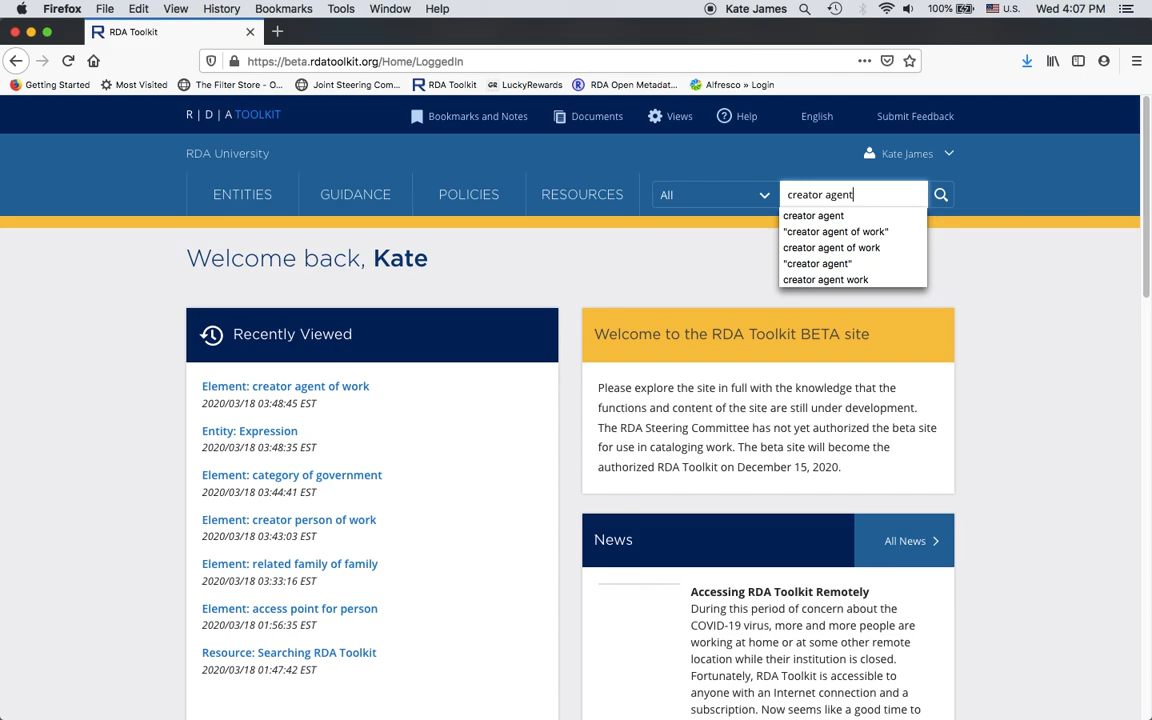 Firefox File Edit View History Bookmarks Tools Window Help Kate James 100% U.S. Wed 4:07 PM
RDA Toolkit
https://beta.rdatoolkit.org/Home/LoggedIn
Getting Started Most Visited The Filter Store - O... Joint Steering Com... RDA Toolkit LuckyRewards RDA Open Metadat... Alfresco » Login
R | D | A TOOLKIT Bookmarks and Notes Documents Views Help English Submit Feedback
RDA University Kate James
ENTITIES GUIDANCE POLICIES RESOURCES All creator agent
creator agent
"creator agent of work"
creator agent of work
"creator agent"
creator agent work
Welcome back, Kate
Recently Viewed
Element: creator agent of work
2020/03/18 03:48:45 EST
Entity: Expression
2020/03/18 03:48:35 EST
Element: category of government
2020/03/18 03:44:41 EST
Element: creator person of work
2020/03/18 03:43:03 EST
Element: related family of family
2020/03/18 03:33:16 EST
Element: access point for person
2020/03/18 01:56:35 EST
Resource: Searching RDA Toolkit
2020/03/18 01:47:42 EST
Welcome to the RDA Toolkit BETA site
Please explore the site in full with the knowledge that the
functions and content of the site are still under development.
The RDA Steering Committee has not yet authorized the beta site
for use in cataloging work. The beta site will become the
authorized RDA Toolkit on December 15, 2020.
News All News
Accessing RDA Toolkit Remotely
During this period of concern about the
COVID-19 virus, more and more people are
working at home or at some other remote
location while their institution is closed.
Fortunately, RDA Toolkit is accessible to
anyone with an Internet connection and a
subscription. Now seems like a good time to